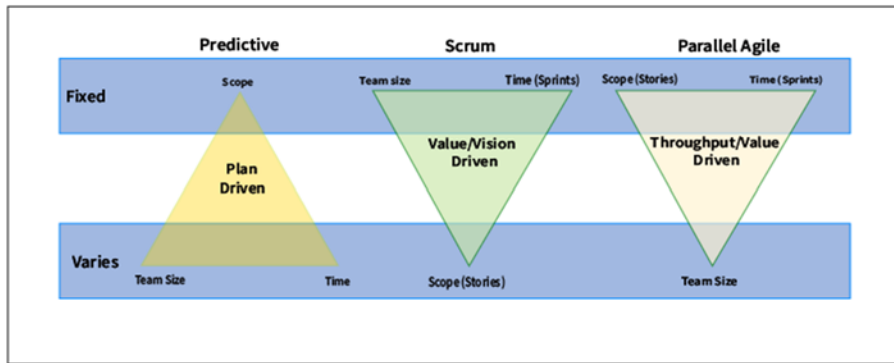 Predictive
Scrum
Parallel Agile
Scope
Team size
Time (Sprints)
Scope (Stories)
Time (Sprints)
Fixed
Plan
Driven
Value/Vision
Driven
Throughput/Value
Driven
Varies
Team Size
Time
Scope (Stories)
Team Size